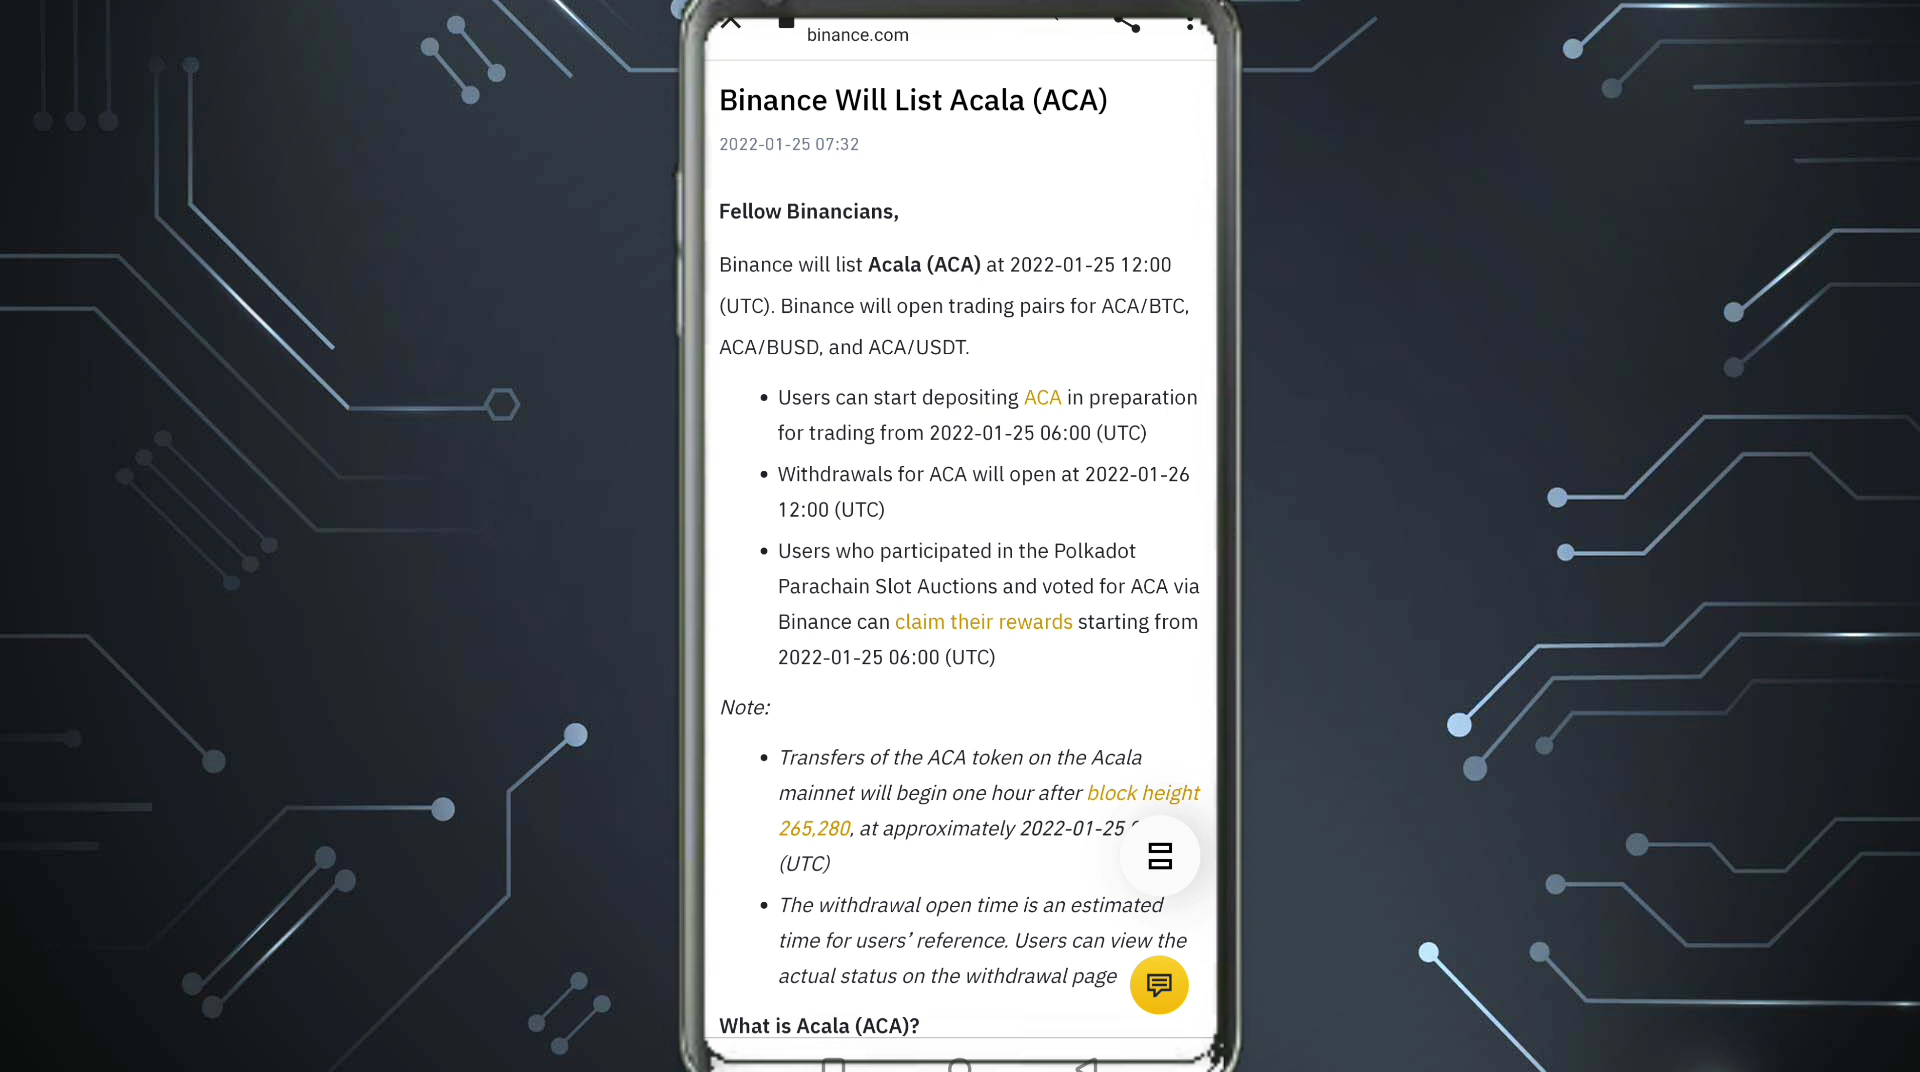 binance.com
Binance Will List Acala (ACA)
2022-01-25 07:32
Fellow Binancians,
Binance will list Acala (ACA) at 2022-01-25 12:00
(UTC). Binance will open trading pairs for ACA/BTC,
ACA/BUSD, and ACA/USDT.
Users can start depositing ACA in preparation
for trading from 2022-01-25 06:00 (UTC)
Withdrawals for ACA will open at 2022-01-26
12:00 (UTC)
Users who participated in the Polkadot
Parachain Slot Auctions and voted for ACA via
Binance can claim their rewards starting from
2022-01-25 06:00 (UTC)
Note:
Transfers of the ACA token on the Acala
mainnet will begin one hour after block height
265,280, at approximately 2022-01-25
(UTC)
The withdrawal open time is an estimated
time for users’ reference. Users can view the
actual status on the withdrawal page
What is Acala (ACA)?